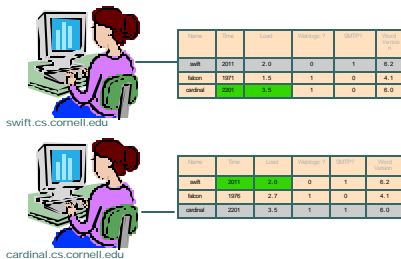 Name Time Load Weblogic ? SMTP? Word Version
swift 2011 2.0 0 1 6.2
falcon 1971 1.5 1 0 4.1
cardinal 2201 3.5 1 0 6.0
swift.cs.cornell.edu
Name Time Load Weblogic ? SMTP? Word Version
swift 2011 2.0 0 1 6.2
falcon 1976 2.7 1 0 4.1
cardinal 2201 3.5 1 1 6.0
cardinal.cs.cornell.edu